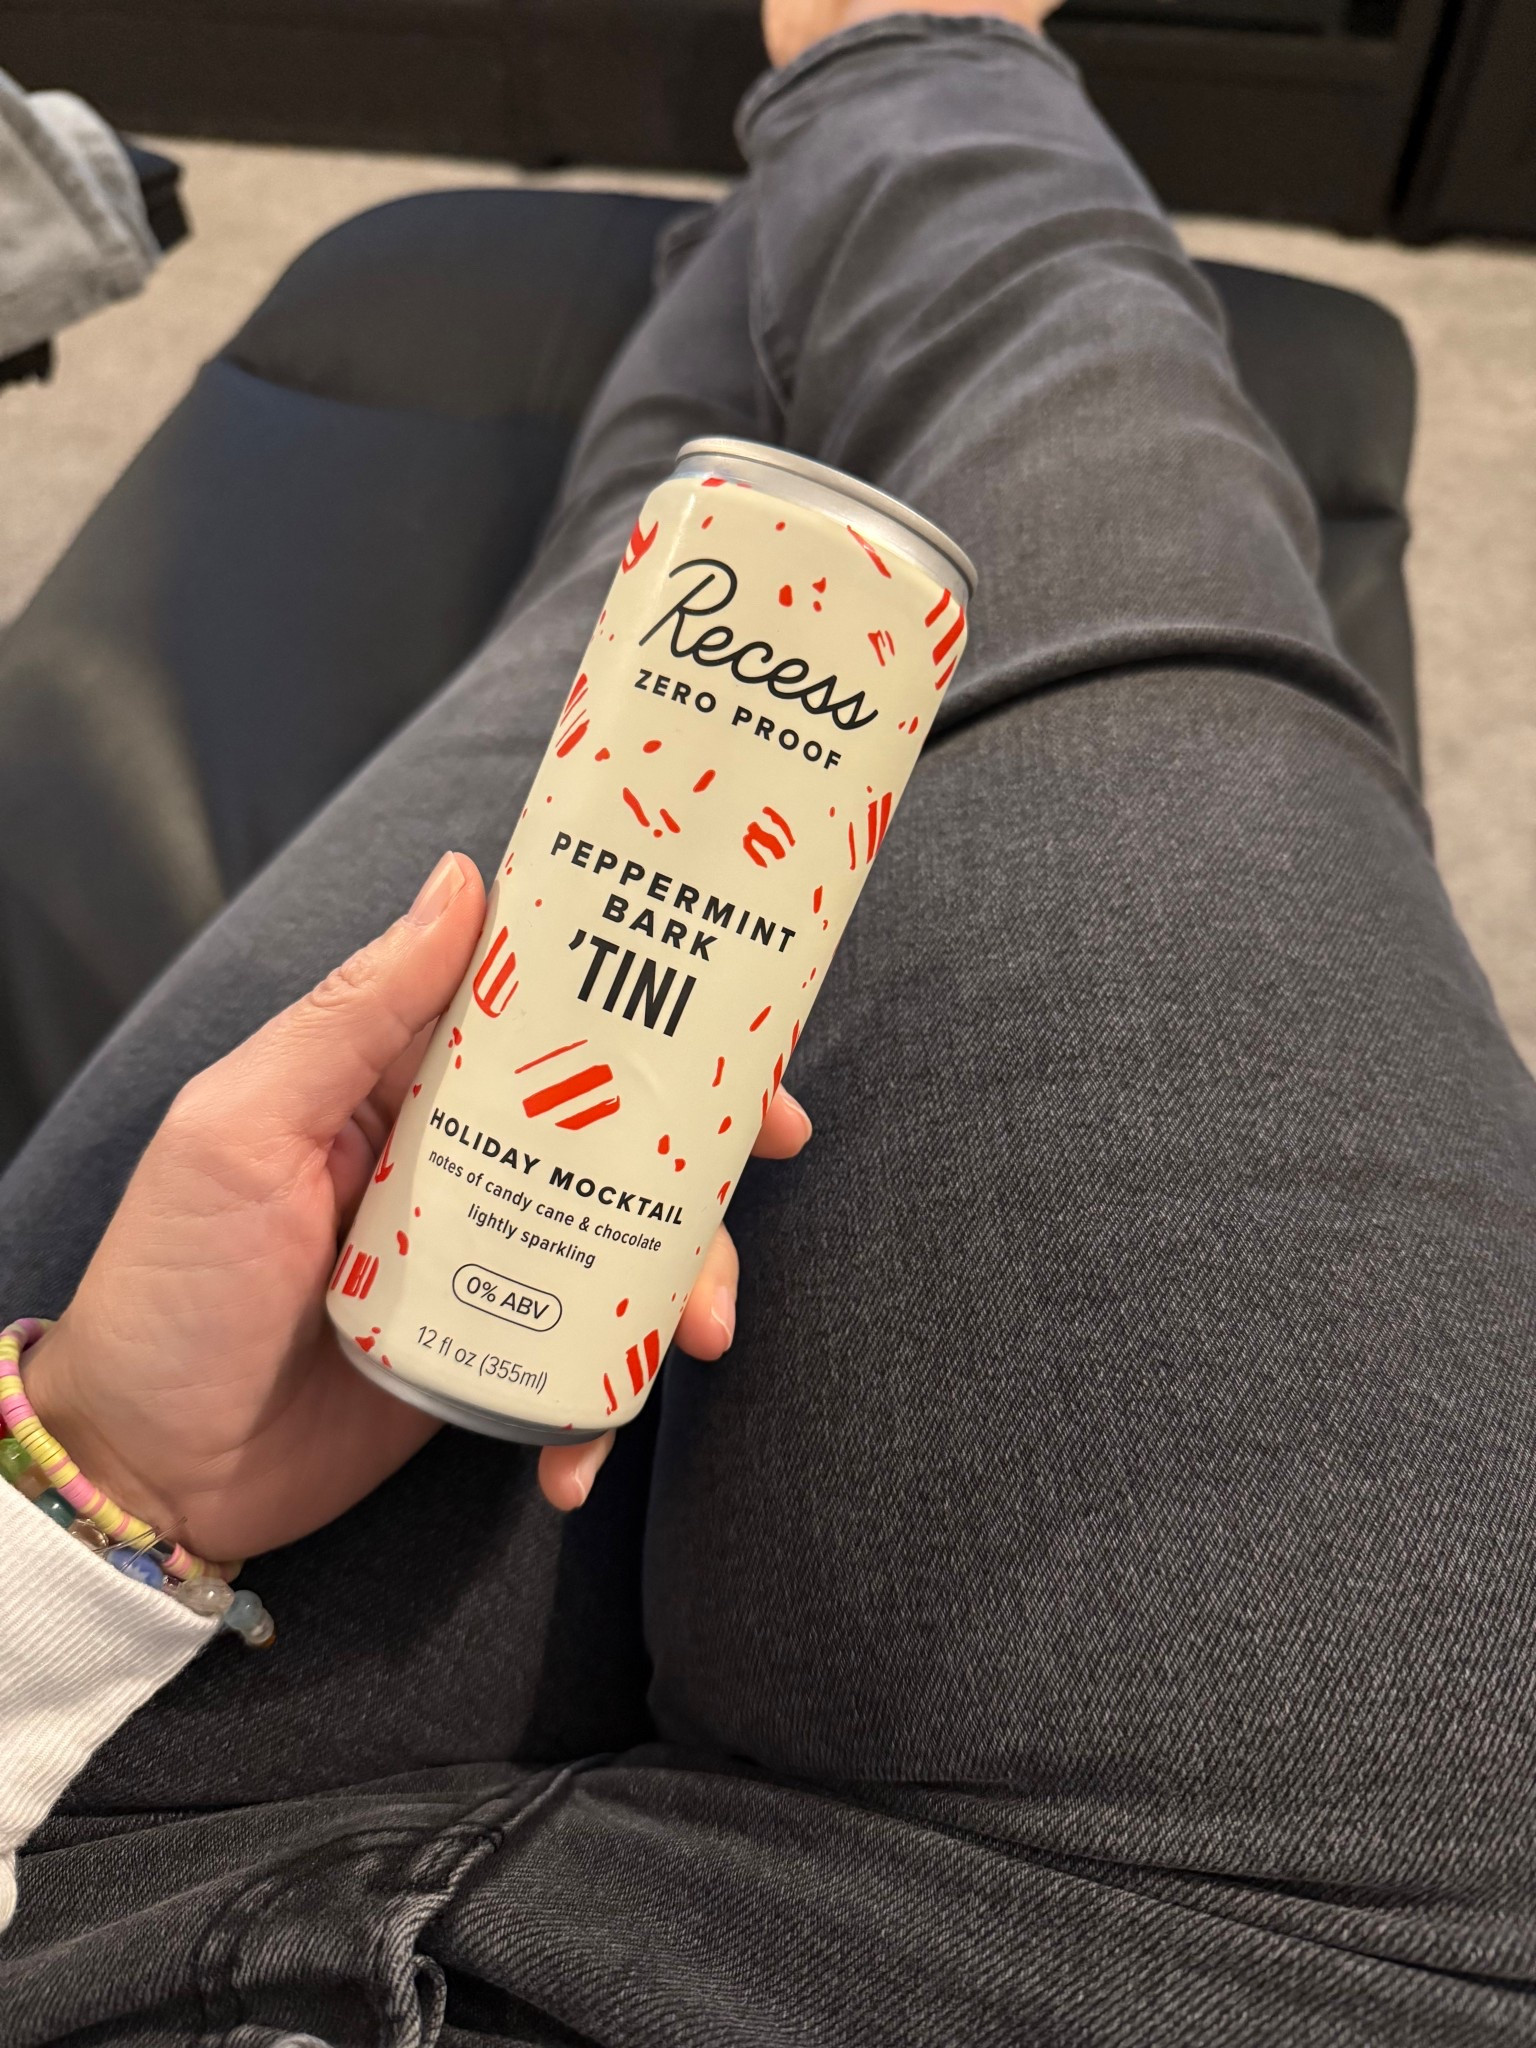 Recess
ZERO PROOF
PEPPERMINT
BARK
'TINI
HOLIDAY MOCKTAIL
notes of candy cane & chocolate
lightly sparkling
0% ABV
12 fl oz (355ml)